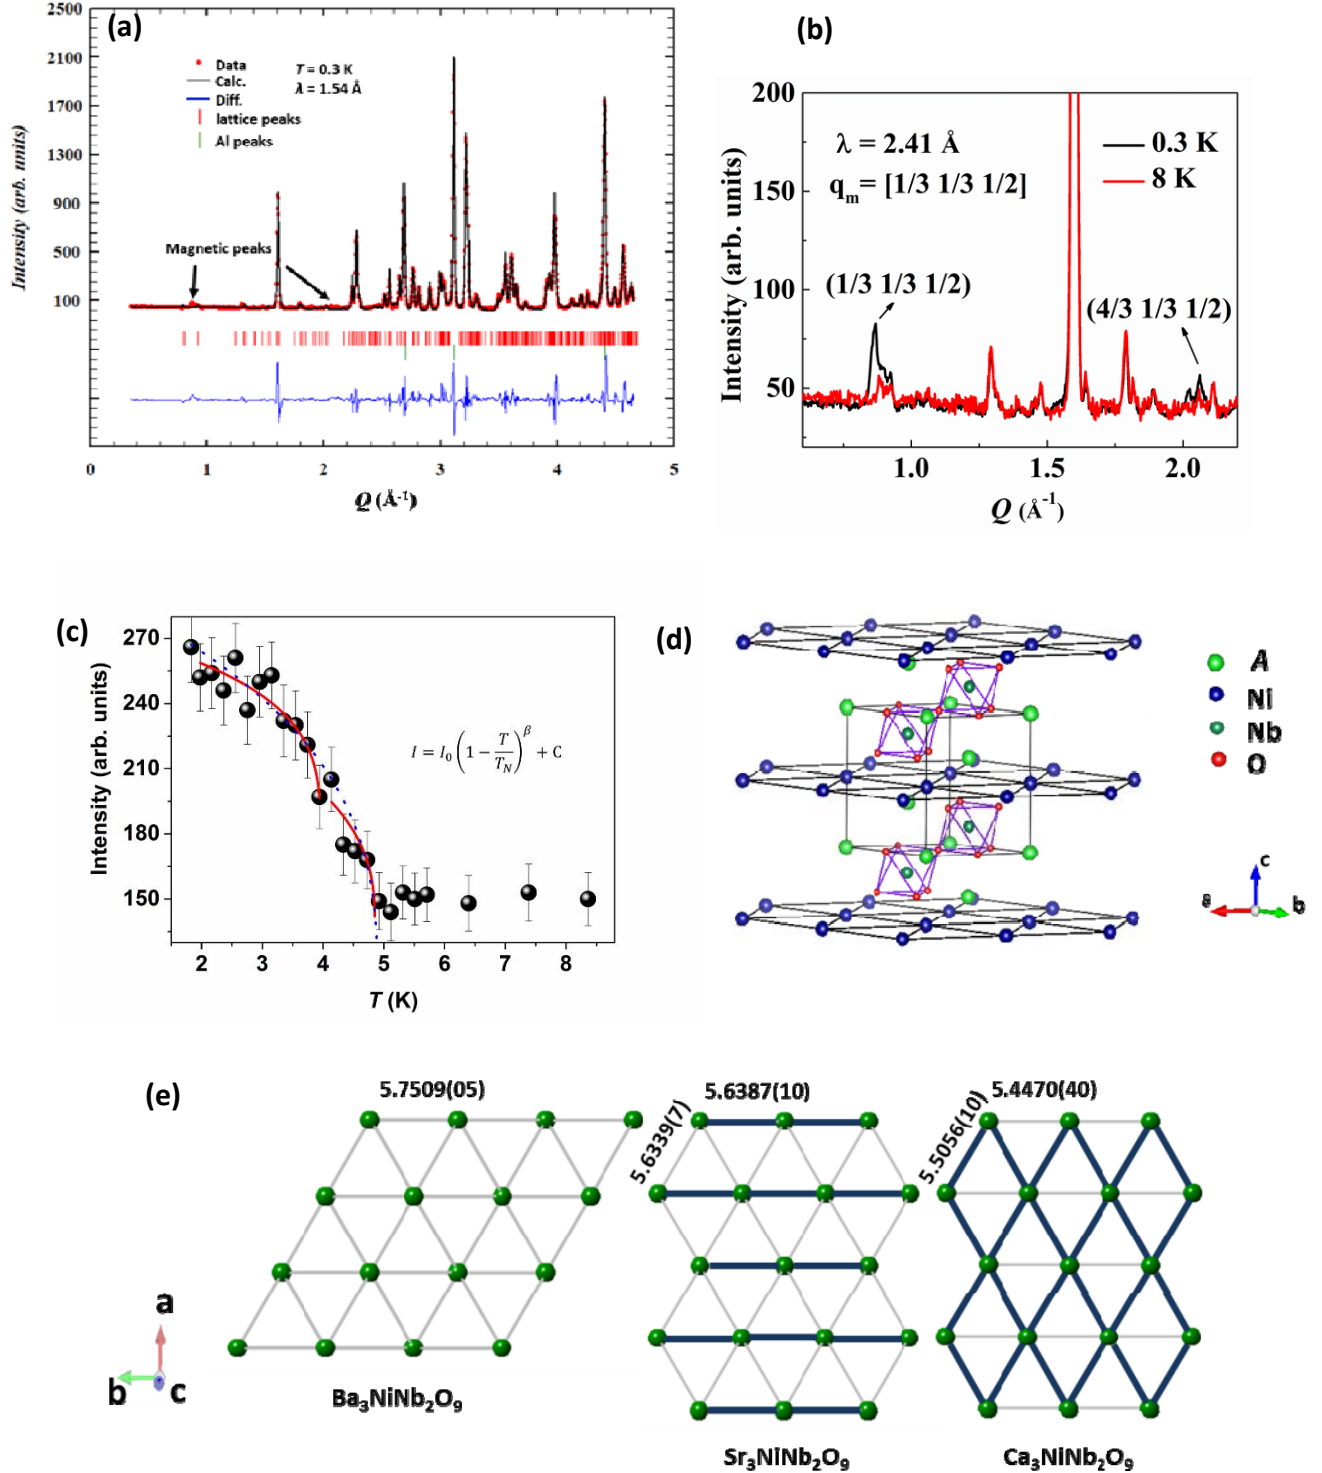 (a)
2500
2100
1700
1300
900
500
100
Intensity (arb. units)
Data
Calc.
Diff.
lattice peaks
Al peaks
T = 0.3 K
λ = 1.54 Å
Magnetic peaks
0 1 2 3 4 5
Q (Å-1)
(b)
200
150
100
50
Intensity (arb. units)
λ = 2.41 Å
qm= [1/3 1/3 1/2]
0.3 K
8 K
(1/3 1/3 1/2)
(4/3 1/3 1/2)
1.0 1.5 2.0
Q (Å-1)
(c)
270
240
210
180
150
Intensity (arb. units)
I = I0 (1 − T/TN)β + C
2 3 4 5 6 7 8
T (K)
(d)
A
Ni
Nb
O
c
a
b
(e)
5.7509(05)
5.6387(10)
5.6339(7)
5.4470(40)
5.5056(10)
a
b
c
Ba3NiNb2O9
Sr3NiNb2O9
Ca3NiNb2O9